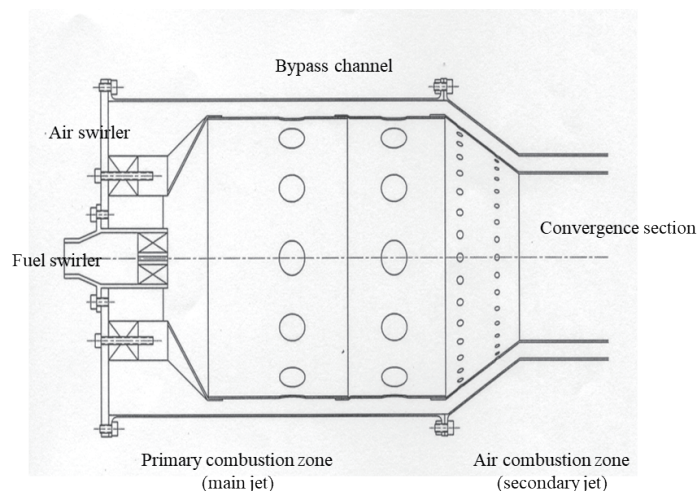 Bypass channel
Air swirler
Convergence section
Fuel swirler
Primary combustion zone
(main jet)
Air combustion zone
(secondary jet)